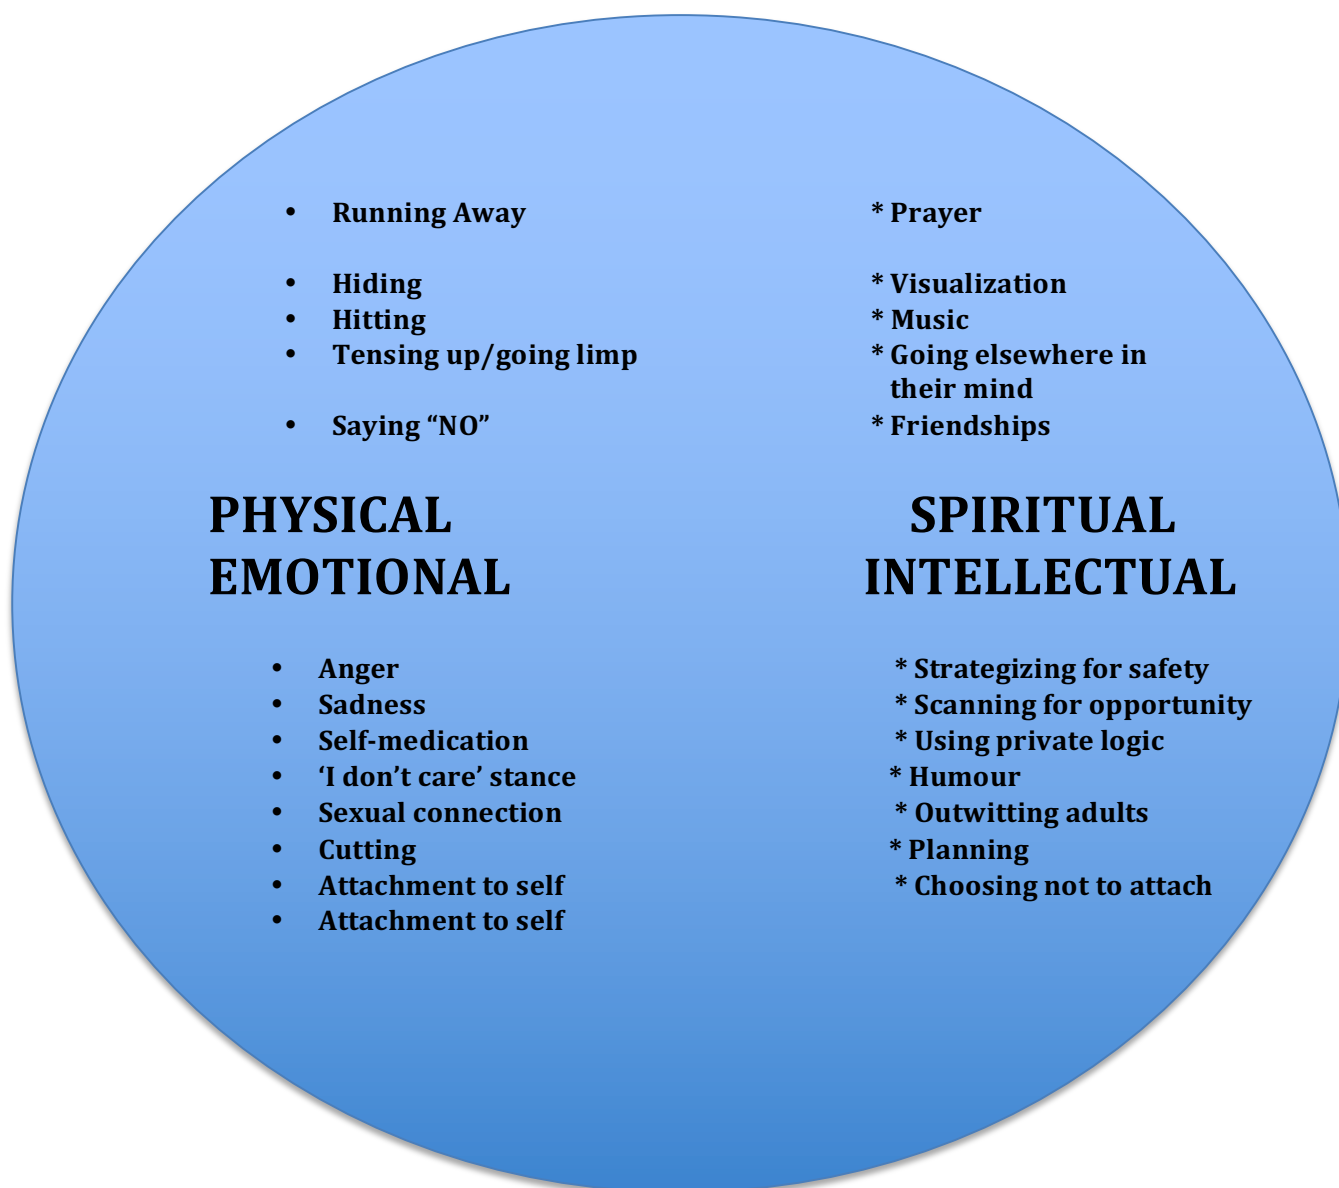 • Running Away
• Hiding
• Hitting
• Tensing up/going limp
• Saying “NO”
PHYSICAL
EMOTIONAL
• Anger
• Sadness
• Self-medication
• ‘I don’t care’ stance
• Sexual connection
• Cutting
• Attachment to self
• Attachment to self
* Prayer
* Visualization
* Music
* Going elsewhere in
their mind
* Friendships
SPIRITUAL
INTELLECTUAL
* Strategizing for safety
* Scanning for opportunity
* Using private logic
* Humour
* Outwitting adults
* Planning
* Choosing not to attach